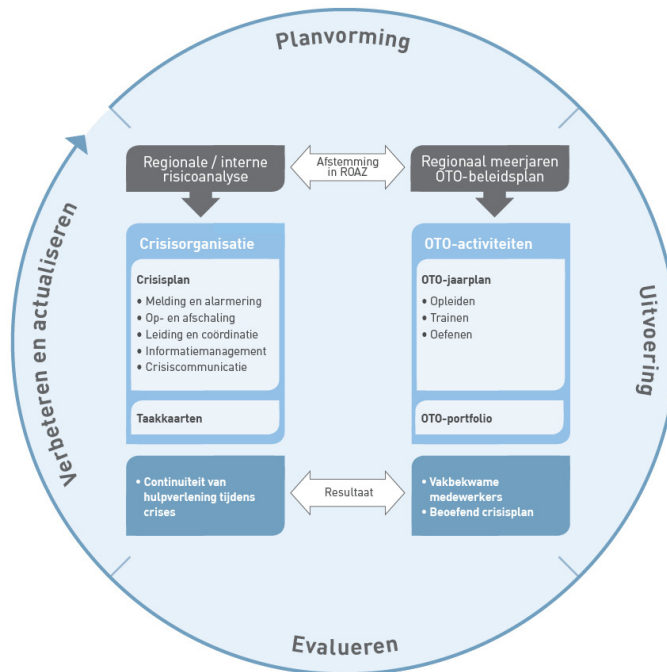 Planvorming
Regionale / interne
risicoanalyse
Afstemming
in ROAZ
Regionaal meerjaren
OTO-beleidsplan
Crisisorganisatie
Crisisplan
• Melding en alarmering
• Op- en afschaling
• Leiding en coördinatie
• Informatiemanagement
• Crisiscommunicatie
Taakkaarten
OTO-activiteiten
OTO-jaarplan
• Opleiden
• Trainen
• Oefenen
OTO-portfolio
• Continuïteit van
hulpverlening tijdens
crises
Resultaat
• Vakbekwame
medewerkers
• Beoefend crisisplan
Uitvoering
Evalueren
Verbeteren en actualiseren